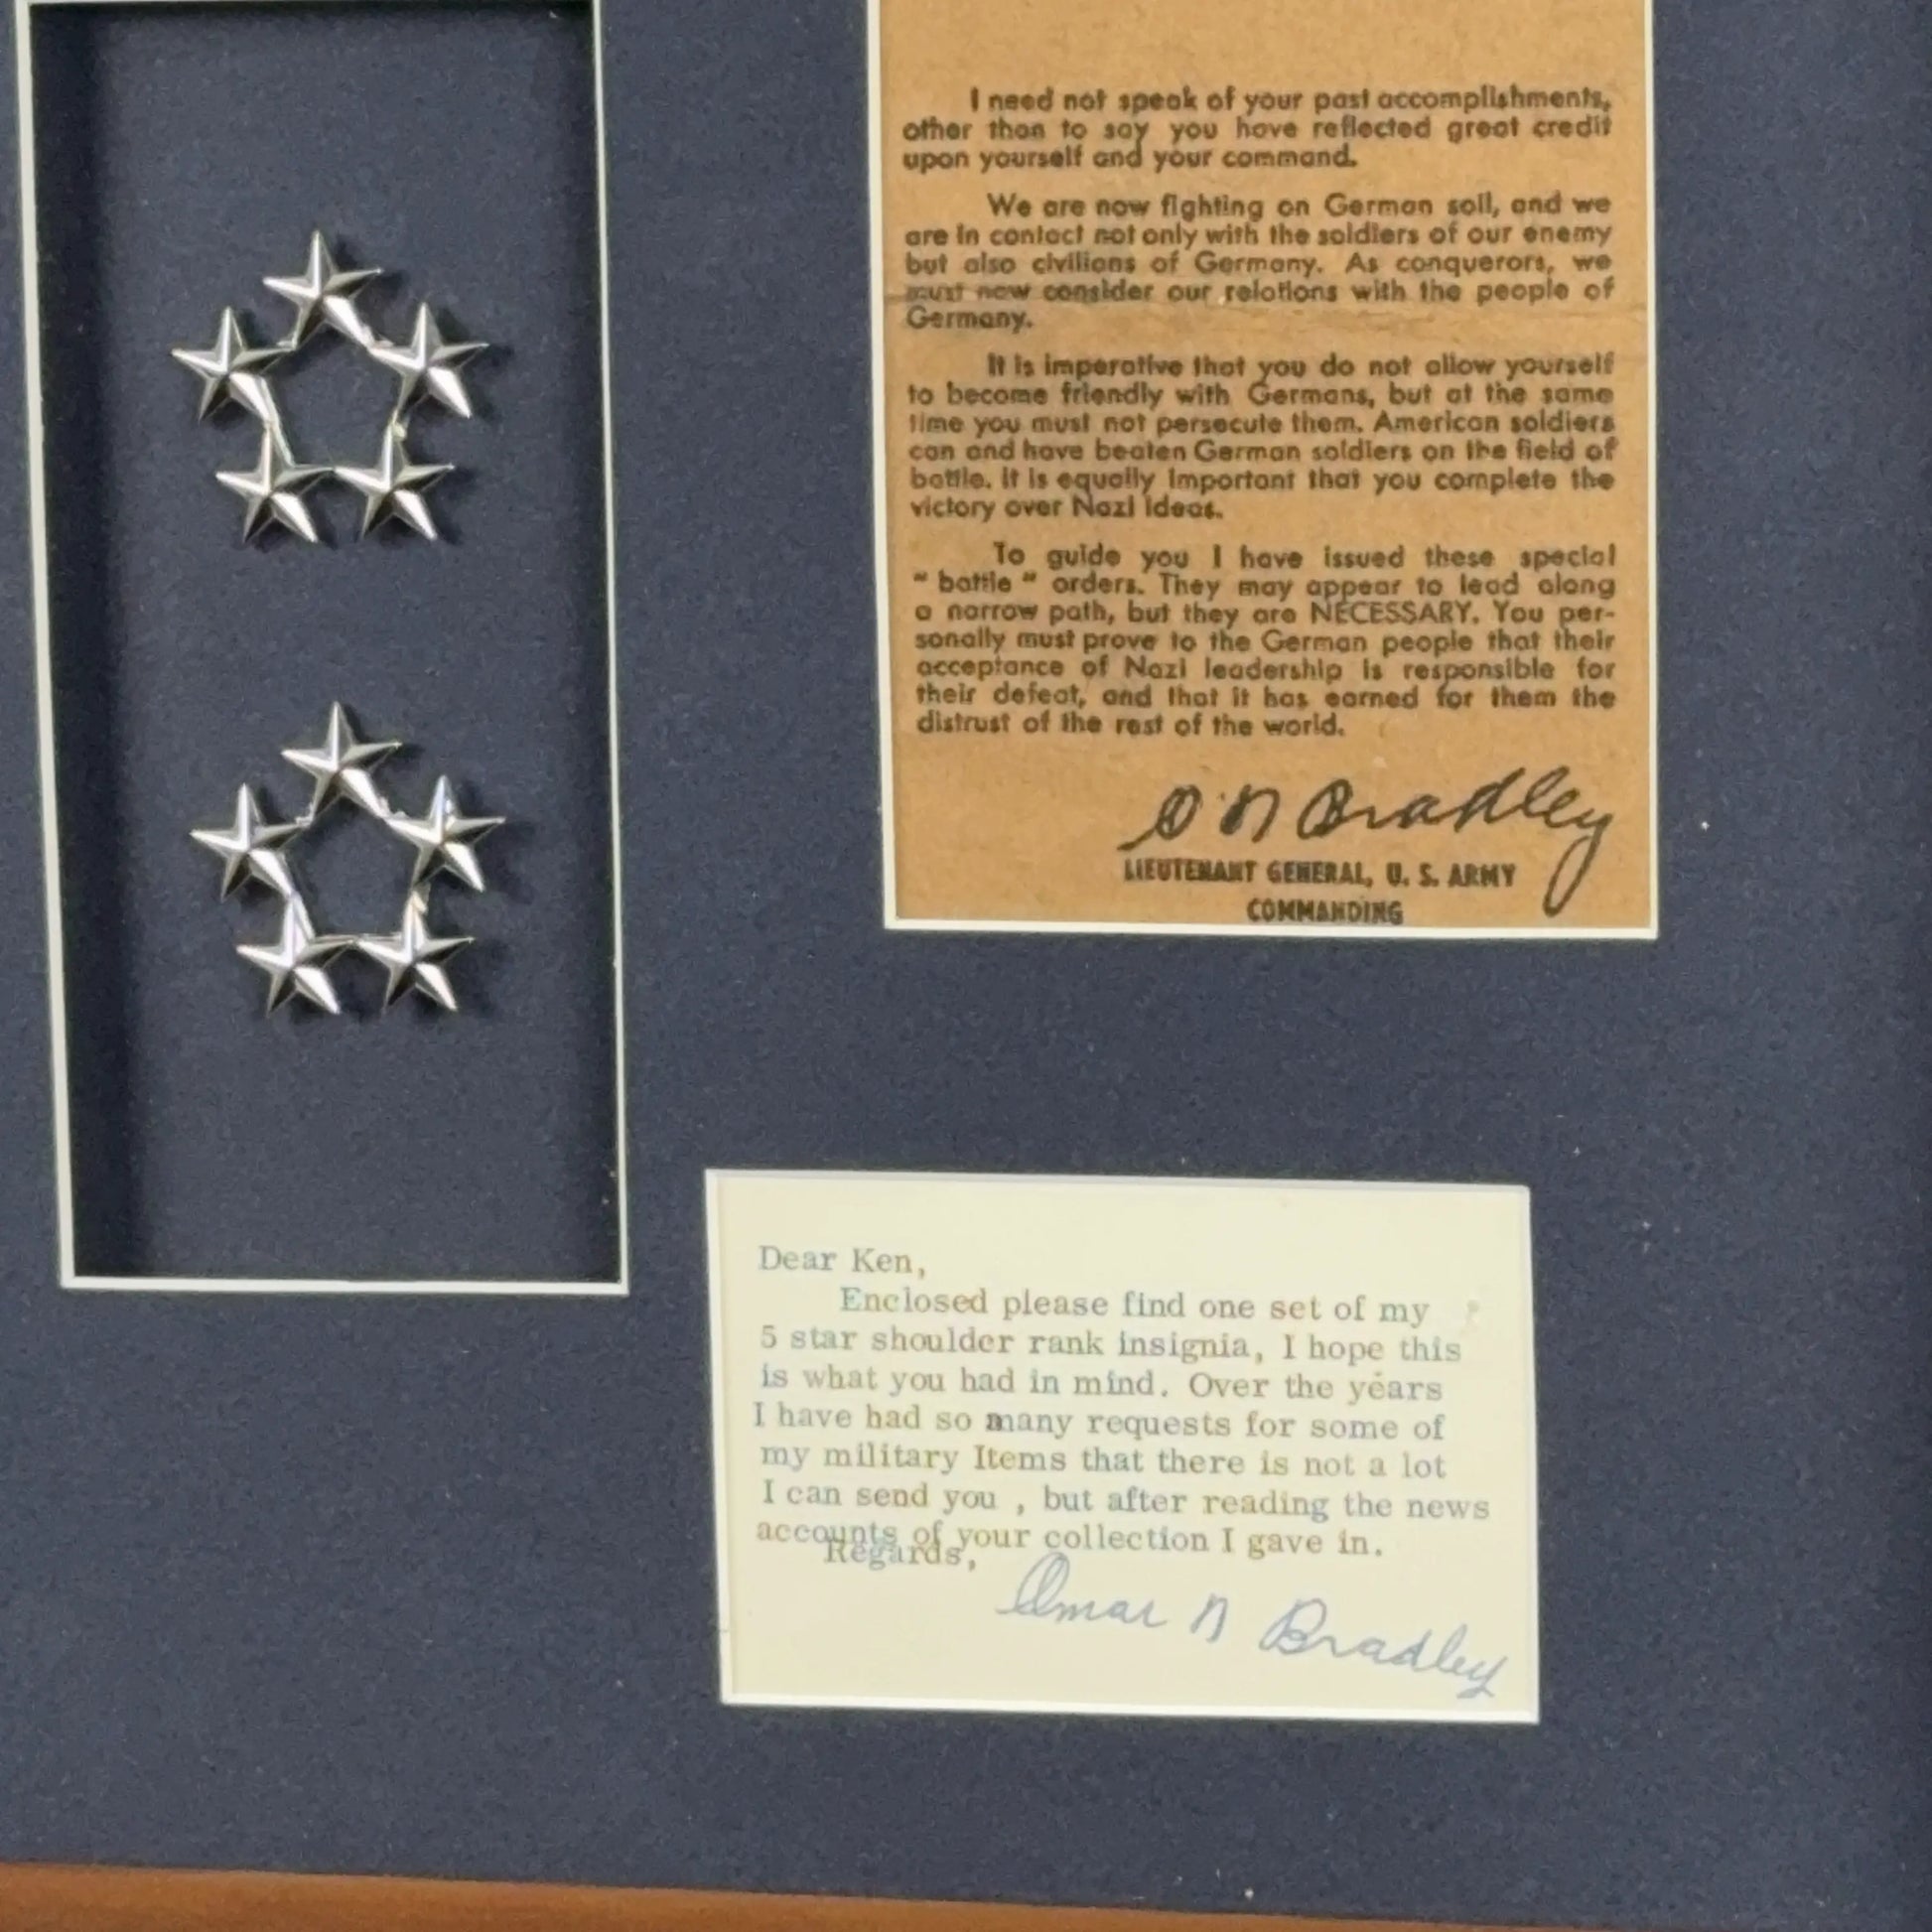 I need not speak of your past accomplishments,
other than to say you have reflected great credit
upon yourself and your command.
We are now fighting on German soil, and we
are in contact not only with the soldiers of our enemy
but also civilians of Germany. As conquerors, we
must now consider our relations with the people of
Germany.
It is imperative that you do not allow yourself
to become friendly with Germans, but at the same
time you must not persecute them. American soldiers
can and have beaten German soldiers on the field of
battle. It is equally important that you complete the
victory over Nazi ideas.
To guide you I have issued these special
" battle " orders. They may appear to lead along
a narrow path, but they are NECESSARY. You per-
sonally must prove to the German people that their
acceptance of Nazi leadership is responsible for
their defeat, and that it has earned for them the
distrust of the rest of the world.
O N Bradley
LIEUTENANT GENERAL, U. S. ARMY
COMMANDING
Dear Ken,
Enclosed please find one set of my
5 star shoulder rank insignia, I hope this
is what you had in mind. Over the years
I have had so many requests for some of
my military Items that there is not a lot
I can send you , but after reading the news
accounts of your collection I gave in.
Regards,
Omar N Bradley